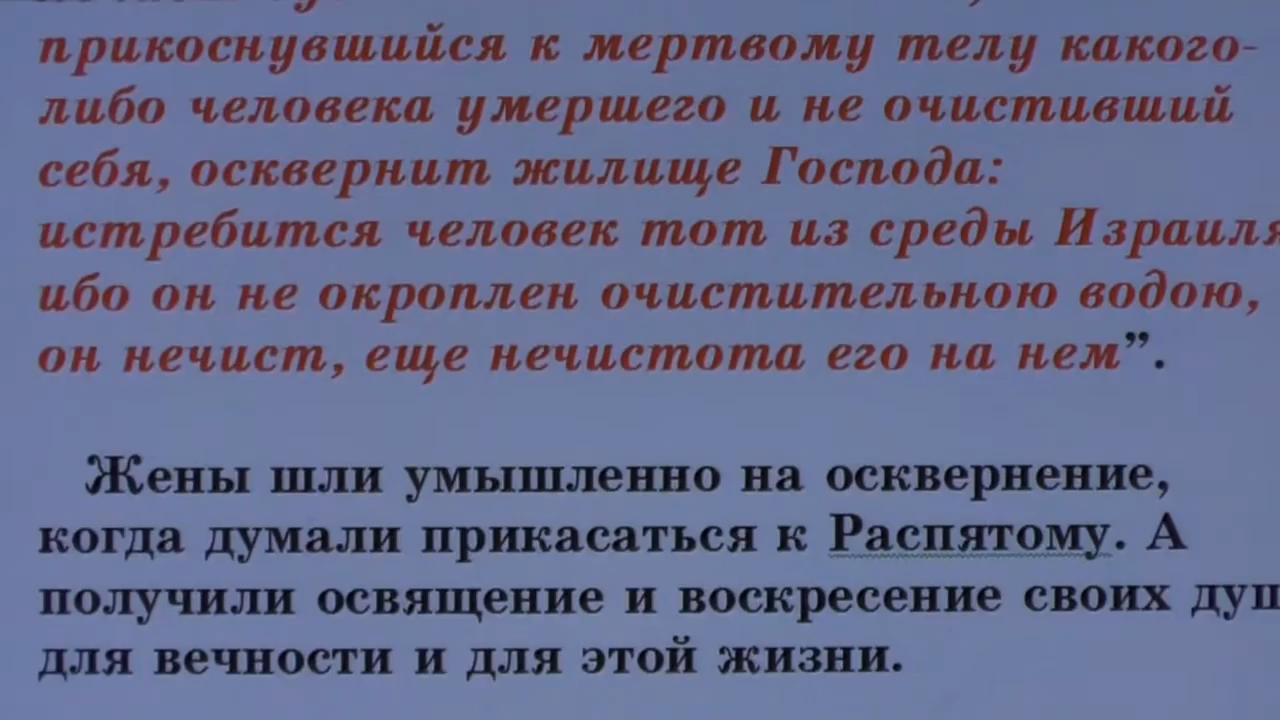 прикоснувшийся к мертвому телу какого-
либо человека умершего и не очистивший
себя, осквернит жилище Господа:
истребится человек тот из среды Израиля
ибо он не окроплен очистительною водою,
он нечист, еще нечистота его на нем”.
Жены шли умышленно на осквернение,
когда думали прикасаться к Распятому. А
получили освящение и воскресение своих
для вечности и для этой жизни.